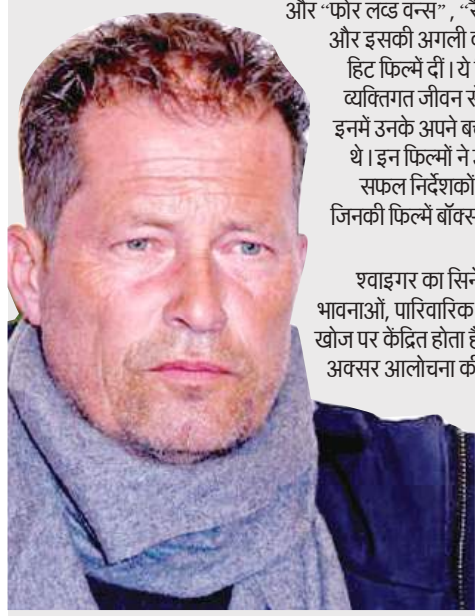 और “फोर लव्ड वन्स”, “
और इसकी अगली
हिट फिल्में दीं। ये
व्यक्तिगत जीवन
इनमें उनके अपने
थे। इन फिल्मों ने
सफल निर्देशकों
जिनकी फिल्में
श्वाइगर का
भावनाओं, पारिवारिक
खोज पर केंद्रित होता
अक्सर आलोचना की